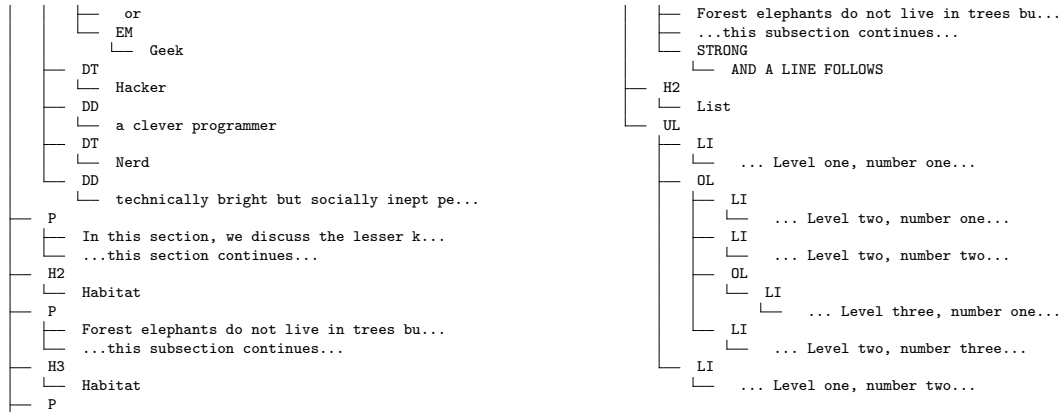 or
EM
Geek
DT
Hacker
DD
a clever programmer
DT
Nerd
DD
technically bright but socially inept pe...
P
In this section, we discuss the lesser k...
...this section continues...
H2
Habitat
P
Forest elephants do not live in trees bu...
...this subsection continues...
H3
Habitat
P
Forest elephants do not live in trees bu...
...this subsection continues...
STRONG
AND A LINE FOLLOWS
H2
List
UL
LI
... Level one, number one...
OL
LI
... Level two, number one...
LI
... Level two, number two...
OL
LI
... Level three, number one...
LI
... Level two, number three...
LI
... Level one, number two...